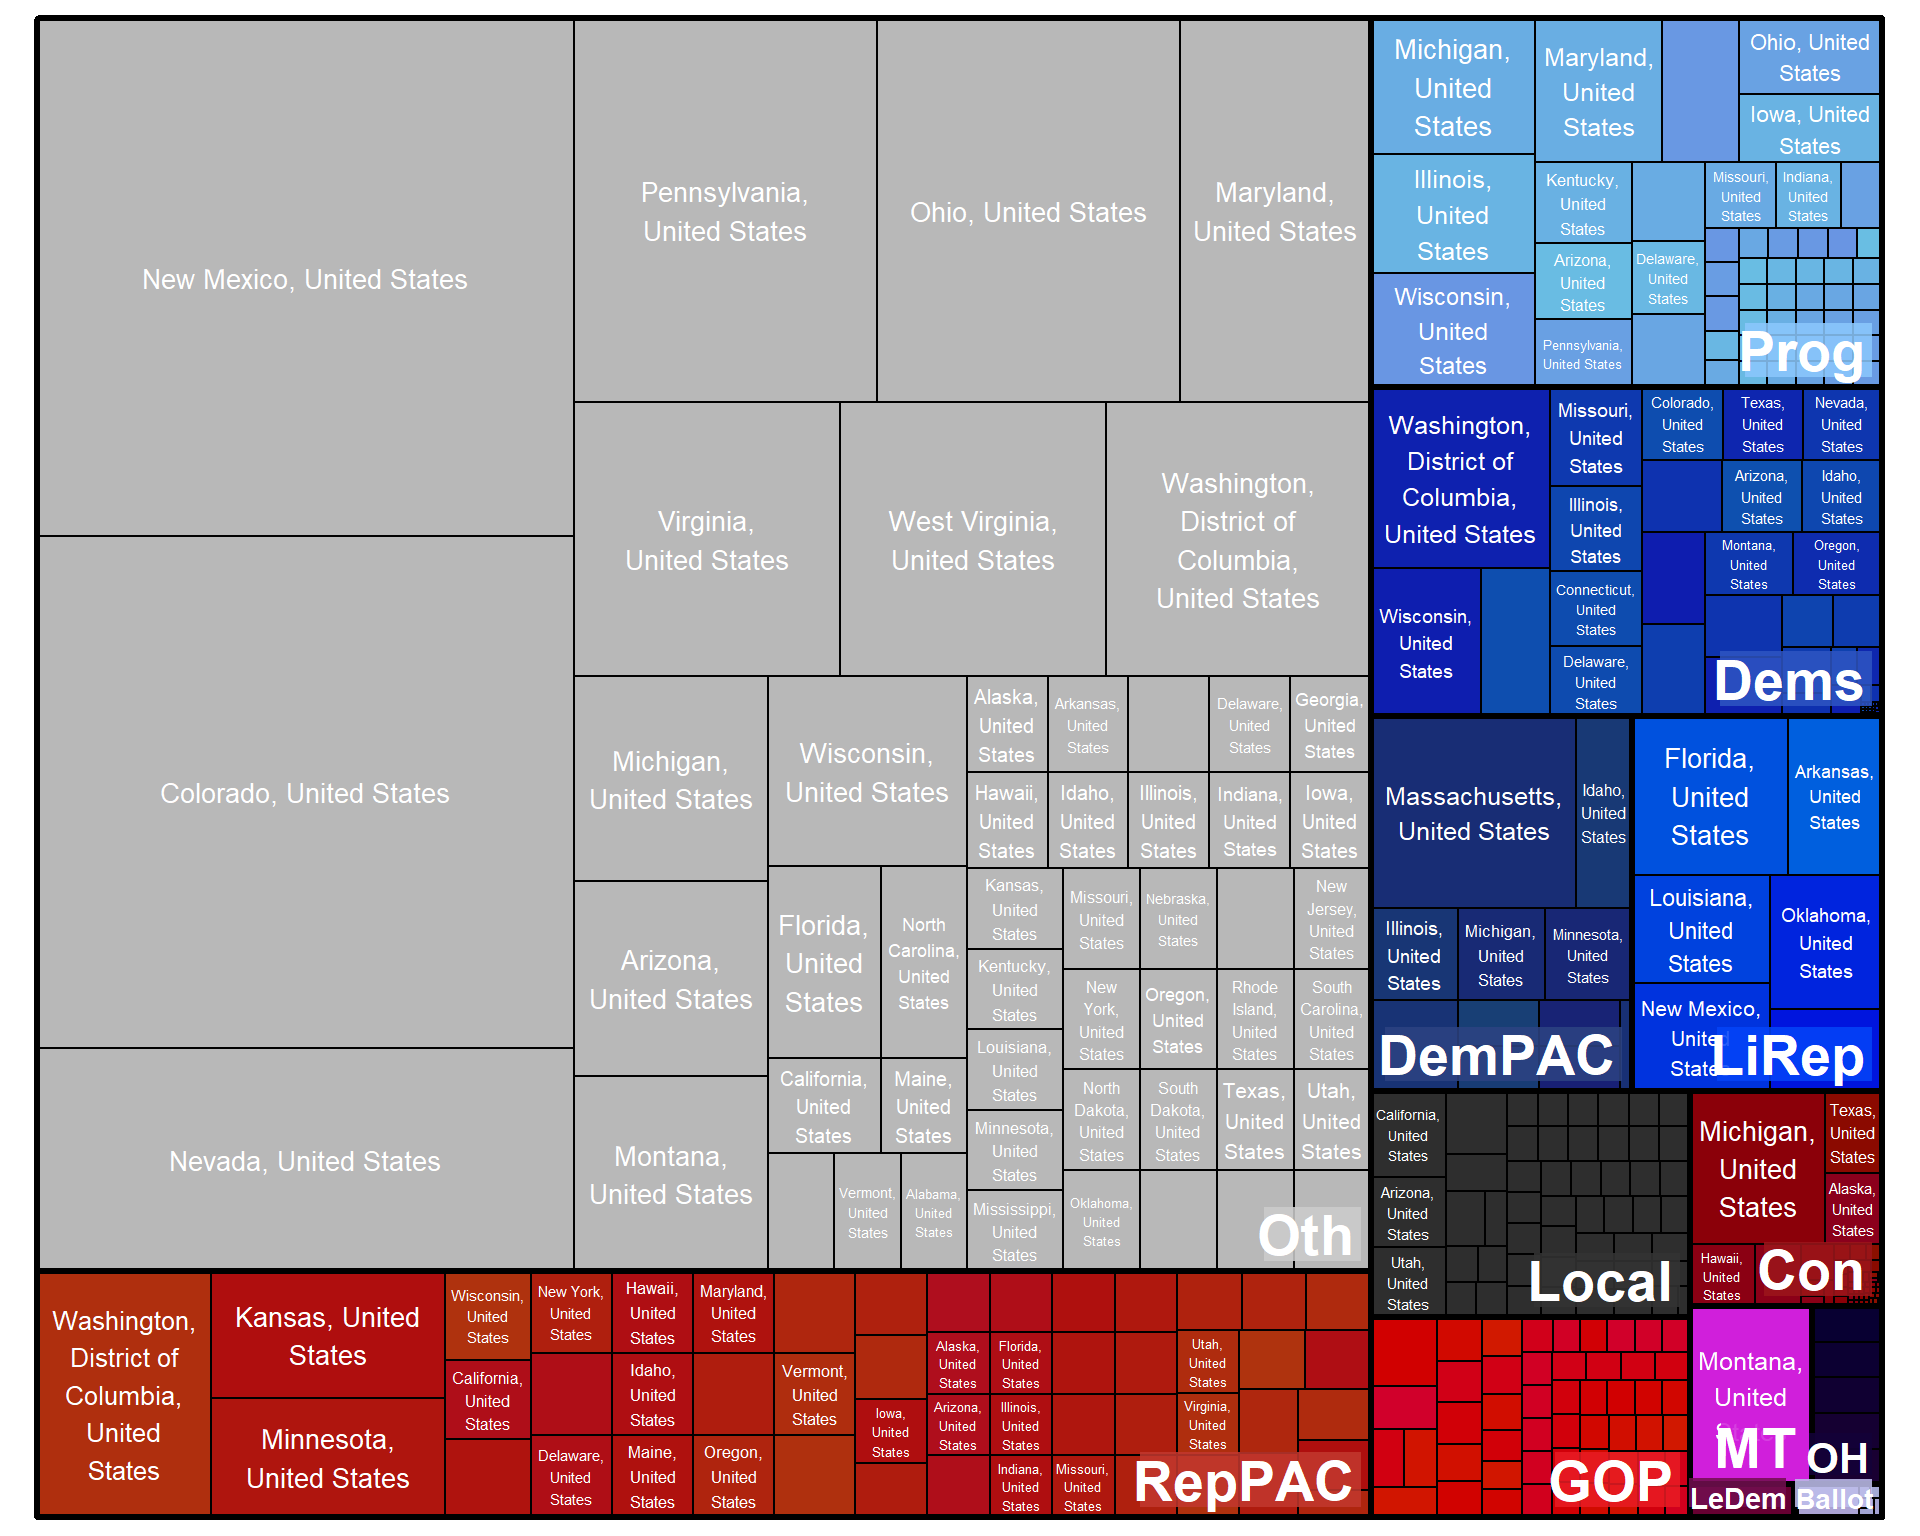 New Mexico, United States
Colorado, United States
Nevada, United States
Pennsylvania,
United States
Ohio, United States
Maryland,
United States
Virginia,
United States
West Virginia,
United States
Washington,
District of
Columbia,
United States
Michigan,
United States
Arizona,
United States
Montana,
United States
Wisconsin,
United States
Florida,
United
States
North
Carolina,
United
States
California,
United
States
Maine,
United
States
Vermont,
United
States
Alabama,
United
States
Alaska,
United
States
Arkansas,
United
States
Delaware,
United
States
Georgia,
United
States
Hawaii,
United
States
Idaho,
United
States
Illinois,
United
States
Indiana,
United
States
Iowa,
United
States
Kansas,
United
States
Kentucky,
United
States
Louisiana,
United
States
Minnesota,
United
States
Mississippi,
United
States
Missouri,
United
States
Nebraska,
United
States
New
Jersey,
United
States
New
York,
United
States
Oregon,
United
States
Rhode
Island,
United
States
South
Carolina,
United
States
North
Dakota,
United
States
South
Dakota,
United
States
Texas,
United
States
Utah,
United
States
Oklahoma,
United
States
Oth
Michigan,
United
States
Illinois,
United
States
Wisconsin,
United
States
Maryland,
United
States
Ohio, United
States
Iowa, United
States
Kentucky,
United
States
Arizona,
United
States
Pennsylvania,
United States
Delaware,
United
States
Missouri,
United
States
Indiana,
United
States
Prog
Washington,
District of
Columbia,
United States
Wisconsin,
United
States
Missouri,
United
States
Illinois,
United
States
Connecticut,
United
States
Delaware,
United
States
Colorado,
United
States
Texas,
United
States
Nevada,
United
States
Arizona,
United
States
Idaho,
United
States
Montana,
United
States
Oregon,
United
States
Dems
Massachusetts,
United States
Idaho,
United
States
Illinois,
United
States
Michigan,
United
States
Minnesota,
United
States
DemPAC
Florida,
United
States
Arkansas,
United
States
Louisiana,
United
States
Oklahoma,
United
States
New Mexico,
United
States
LiRep
California,
United
States
Arizona,
United
States
Utah,
United
States
Local
Michigan,
United
States
Texas,
United
States
Alaska,
United
States
Hawaii,
United
States
Con
Washington,
District of
Columbia,
United
States
Kansas, United
States
Minnesota,
United States
Wisconsin,
United
States
California,
United
States
New York,
United
States
Delaware,
United
States
Hawaii,
United
States
Idaho,
United
States
Maine,
United
States
Maryland,
United
States
Oregon,
United
States
Vermont,
United
States
Iowa,
United
States
Alaska,
United
States
Arizona,
United
States
Florida,
United
States
Illinois,
United
States
Indiana,
United
States
Missouri,
United
States
Utah,
United
States
Virginia,
United
States
RepPAC
GOP
Montana,
United
States
MT
OH
LeDem
Ballot